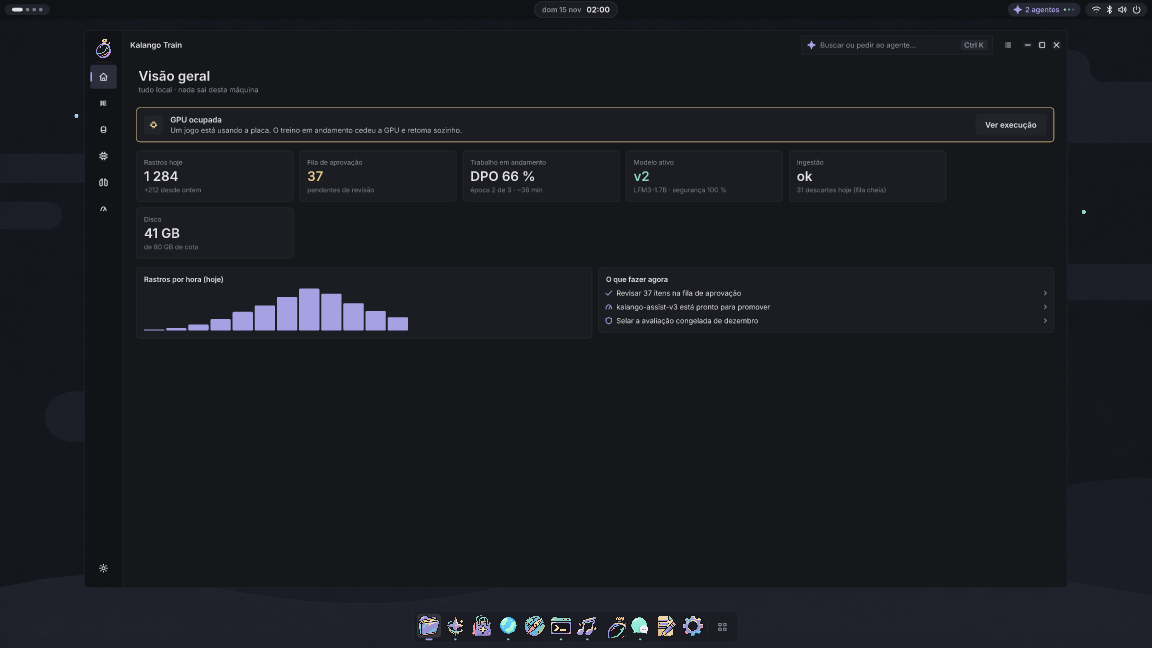 dom 15 nov 02:00
2 agentes
Kalango Train
Buscar ou pedir ao agente... Ctrl K
Visão geral
tudo local · nada sai desta máquina
GPU ocupada
Um jogo está usando a placa. O treino em andamento cedeu a GPU e retoma sozinho.
Ver execução
Rastros hoje
1 284
+212 desde ontem
Fila de aprovação
37
pendentes de revisão
Trabalho em andamento
DPO 66 %
época 2 de 3 · ~38 min
Modelo ativo
v2
LFM3-1.7B · segurança 100 %
Ingestão
ok
31 descartes hoje (fila cheia)
Disco
41 GB
de 80 GB de cota
Rastros por hora (hoje)
O que fazer agora
Revisar 37 itens na fila de aprovação
kalango-assist-v3 está pronto para promover
Selar a avaliação congelada de dezembro